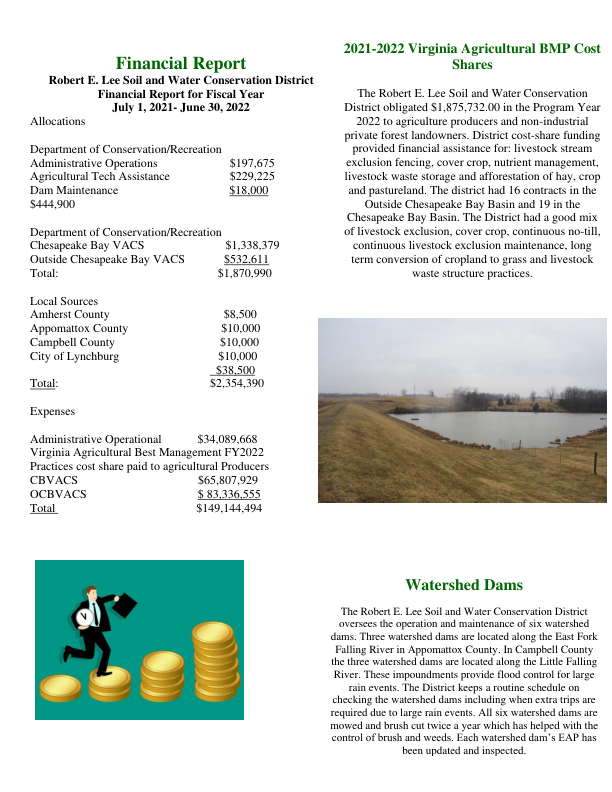 Financial Report
Robert E. Lee Soil and Water Conservation District
Financial Report for Fiscal Year
July 1, 2021- June 30, 2022
Allocations
Department of Conservation/Recreation
Administrative Operations $197,675
Agricultural Tech Assistance $229,225
Dam Maintenance $18,000
$444,900
Department of Conservation/Recreation
Chesapeake Bay VACS $1,338,379
Outside Chesapeake Bay VACS $532,611
Total: $1,870,990
Local Sources
Amherst County $8,500
Appomattox County $10,000
Campbell County $10,000
City of Lynchburg $10,000
$38,500
Total: $2,354,390
Expenses
Administrative Operational $34,089,668
Virginia Agricultural Best Management FY2022
Practices cost share paid to agricultural Producers
CBVACS $65,807,929
OCBVACS $ 83,336,555
Total $149,144,494
V
2021-2022 Virginia Agricultural BMP Cost
Shares
The Robert E. Lee Soil and Water Conservation
District obligated $1,875,732.00 in the Program Year
2022 to agriculture producers and non-industrial
private forest landowners. District cost-share funding
provided financial assistance for: livestock stream
exclusion fencing, cover crop, nutrient management,
livestock waste storage and afforestation of hay, crop
and pastureland. The district had 16 contracts in the
Outside Chesapeake Bay Basin and 19 in the
Chesapeake Bay Basin. The District had a good mix
of livestock exclusion, cover crop, continuous no-till,
continuous livestock exclusion maintenance, long
term conversion of cropland to grass and livestock
waste structure practices.
Watershed Dams
The Robert E. Lee Soil and Water Conservation District
oversees the operation and maintenance of six watershed
dams. Three watershed dams are located along the East Fork
Falling River in Appomattox County. In Campbell County
the three watershed dams are located along the Little Falling
River. These impoundments provide flood control for large
rain events. The District keeps a routine schedule on
checking the watershed dams including when extra trips are
required due to large rain events. All six watershed dams are
mowed and brush cut twice a year which has helped with the
control of brush and weeds. Each watershed dam's EAP has
been updated and inspected.